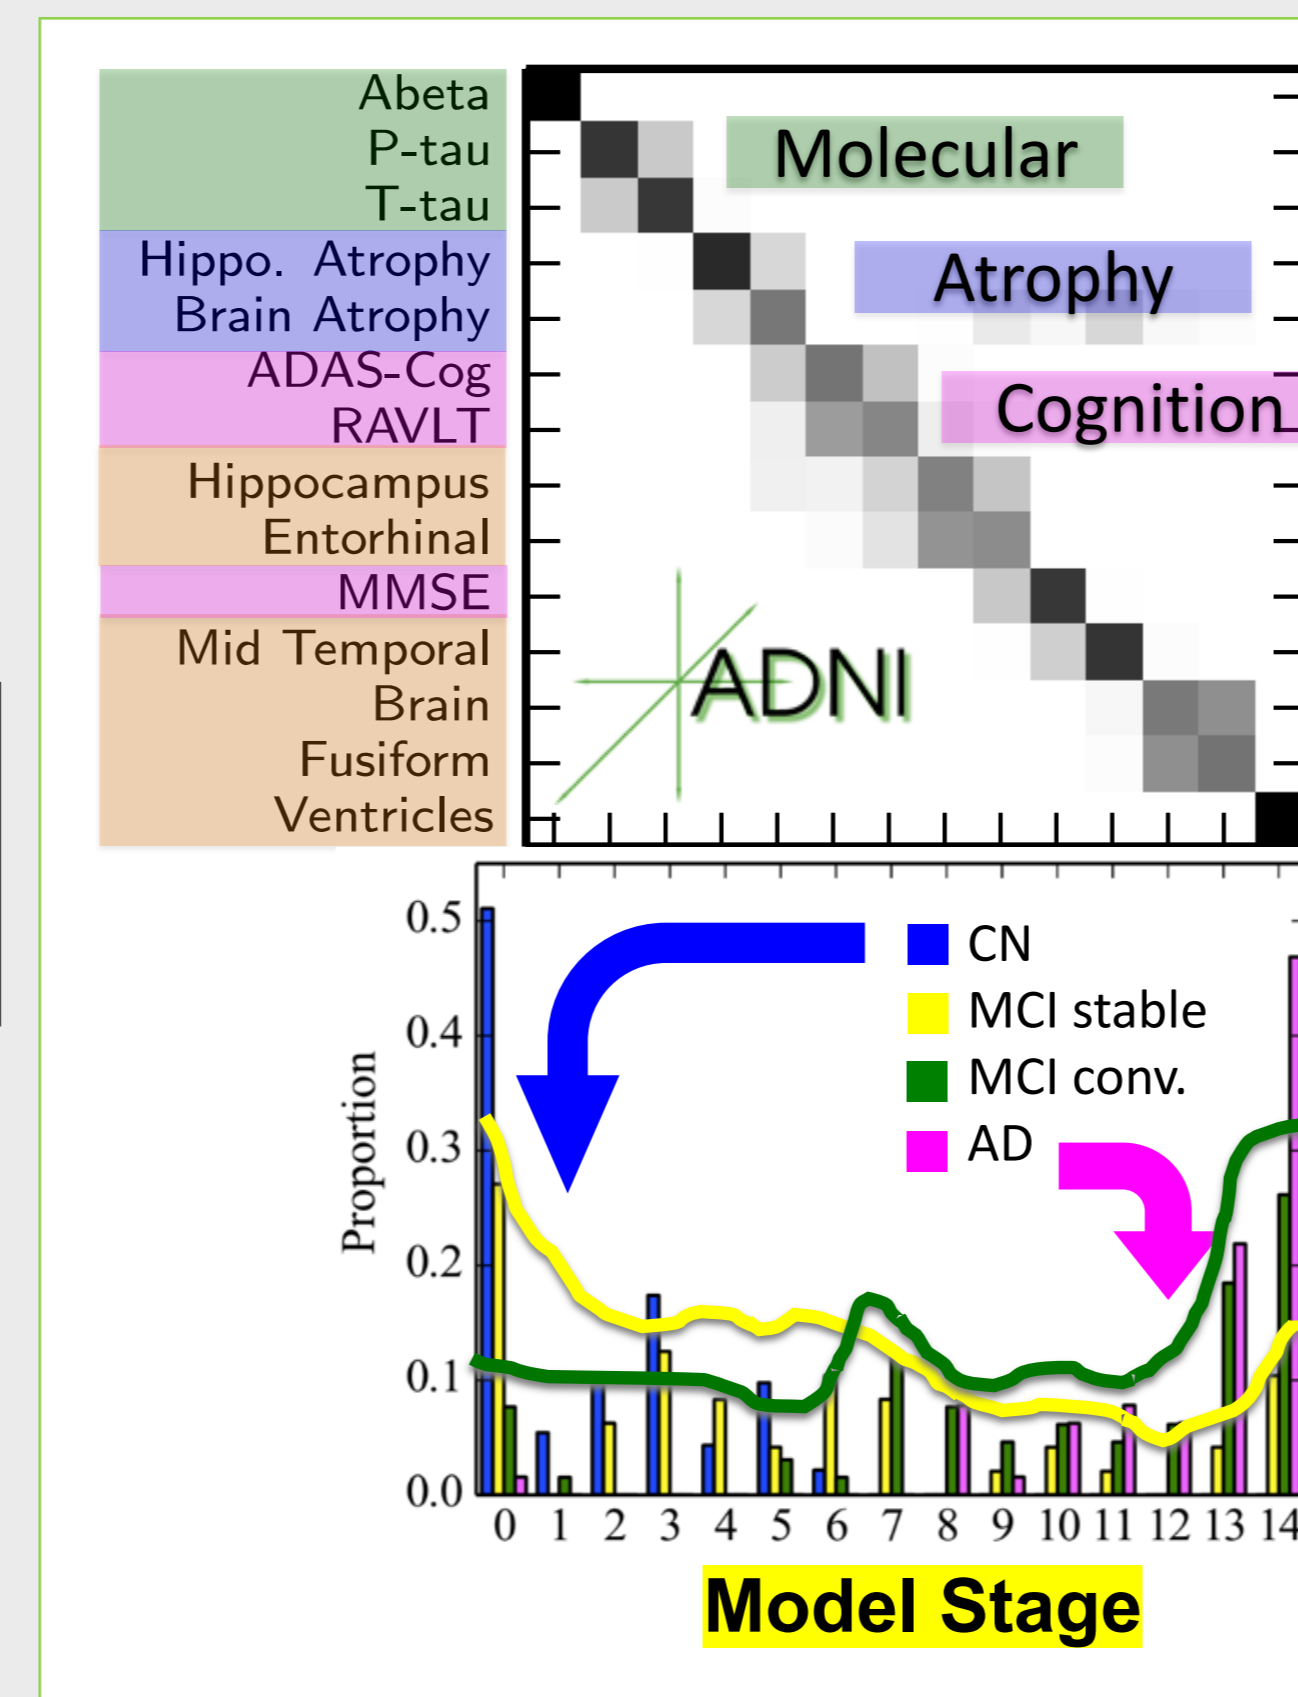 Abeta
P-tau
T-tau
Hippo. Atrophy
Brain Atrophy
ADAS-Cog
RAVLT
Hippocampus
Entorhinal
MMSE
Mid Temporal
Brain
Fusiform
Ventricles
Molecular
Atrophy
Cognition
ADNI
0.5
0.4
0.3
0.2
0.1
0.0
Proportion
CN
MCI stable
MCI conv.
AD
0 1 2 3 4 5 6 7 8 9 10 11 12 13 14
Model Stage